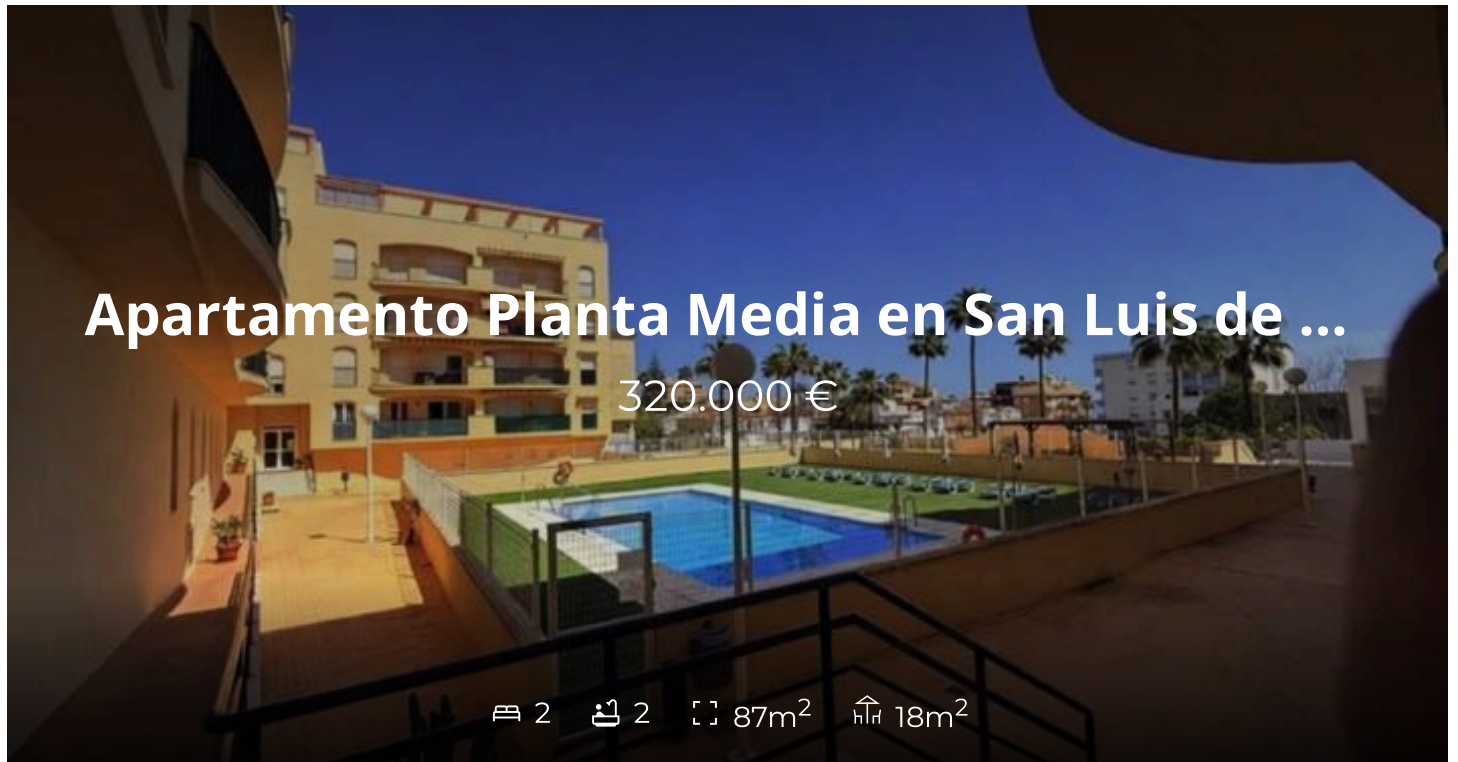 Apartamento Planta Media en San Luis de ...
320.000 €
2 2 87m² 18m²